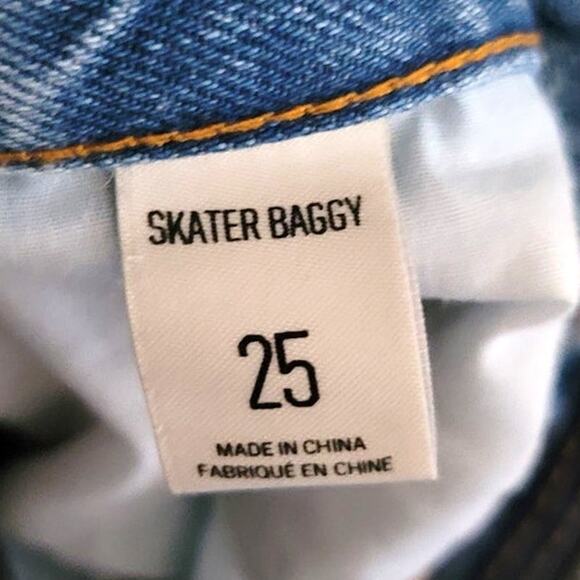 SKATER BAGGY
25
MADE IN CHINA
FABRIQUÉ EN CHINE